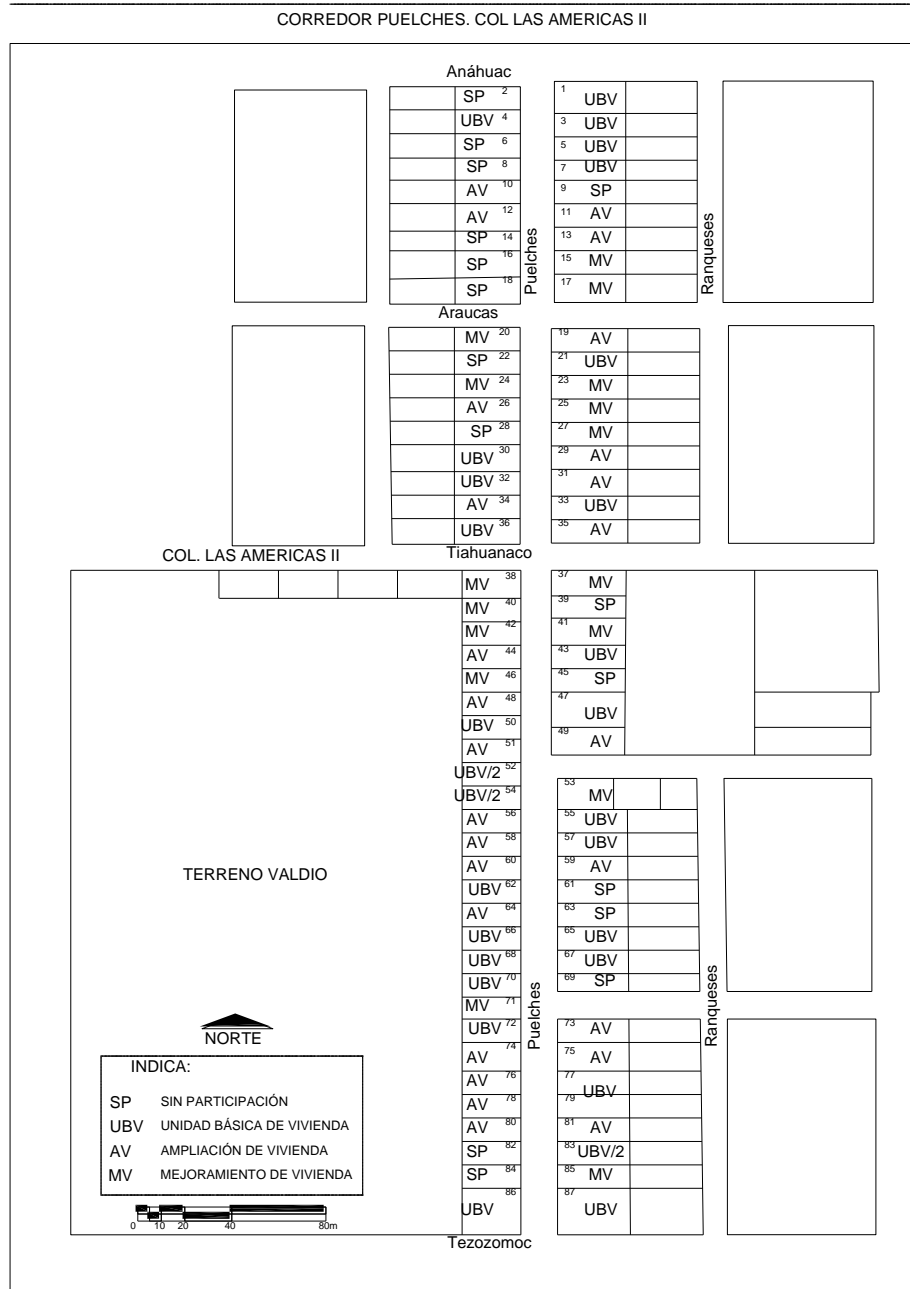 CORREDOR PUELCHES. COL LAS AMERICAS II
Anáhuac
SP 2
UBV 4
SP 6
SP 8
AV 10
AV 12
SP 14
SP 16
SP 18
1 UBV
3 UBV
5 UBV
7 UBV
9 SP
11 AV
13 AV
15 MV
17 MV
Puelches
Ranqueses
Araucas
MV 20
SP 22
MV 24
AV 26
SP 28
UBV 30
UBV 32
AV 34
UBV 36
19 AV
21 UBV
23 MV
25 MV
27 MV
29 AV
31 AV
33 UBV
35 AV
COL. LAS AMERICAS II
Tiahuanaco
MV 38
MV 40
MV 42
AV 44
MV 46
AV 48
UBV 50
AV 51
UBV/2 52
UBV/2 54
AV 56
AV 58
AV 60
UBV 62
AV 64
UBV 66
UBV 68
UBV 70
MV 71
UBV 72
AV 74
AV 76
AV 78
AV 80
SP 82
SP 84
UBV 86
37 MV
39 SP
41 MV
43 UBV
45 SP
47 UBV
49 AV
53 MV
55 UBV
57 UBV
59 AV
61 SP
63 SP
65 UBV
67 UBV
69 SP
73 AV
75 AV
77
UBV
79
81 AV
83 UBV/2
85 MV
87 UBV
Puelches
Ranqueses
TERRENO VALDIO
NORTE
INDICA:
SP SIN PARTICIPACIÓN
UBV UNIDAD BÁSICA DE VIVIENDA
AV AMPLIACIÓN DE VIVIENDA
MV MEJORAMIENTO DE VIVIENDA
0 10 20 40 80m
Tezozomoc